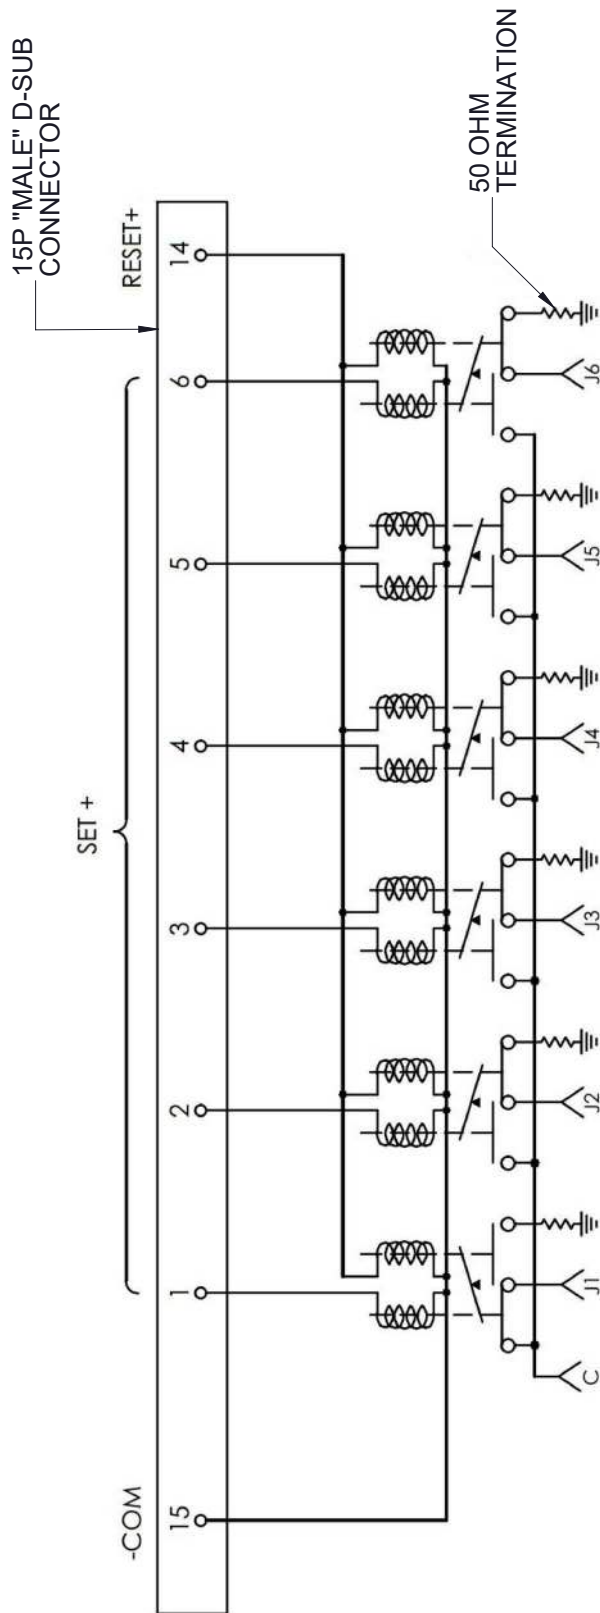 15P "MALE" D-SUB
CONNECTOR
-COM
SET +
RESET+
15
1
2
3
4
5
6
14
50 OHM
TERMINATION
C
J1
J2
J3
J4
J5
J6